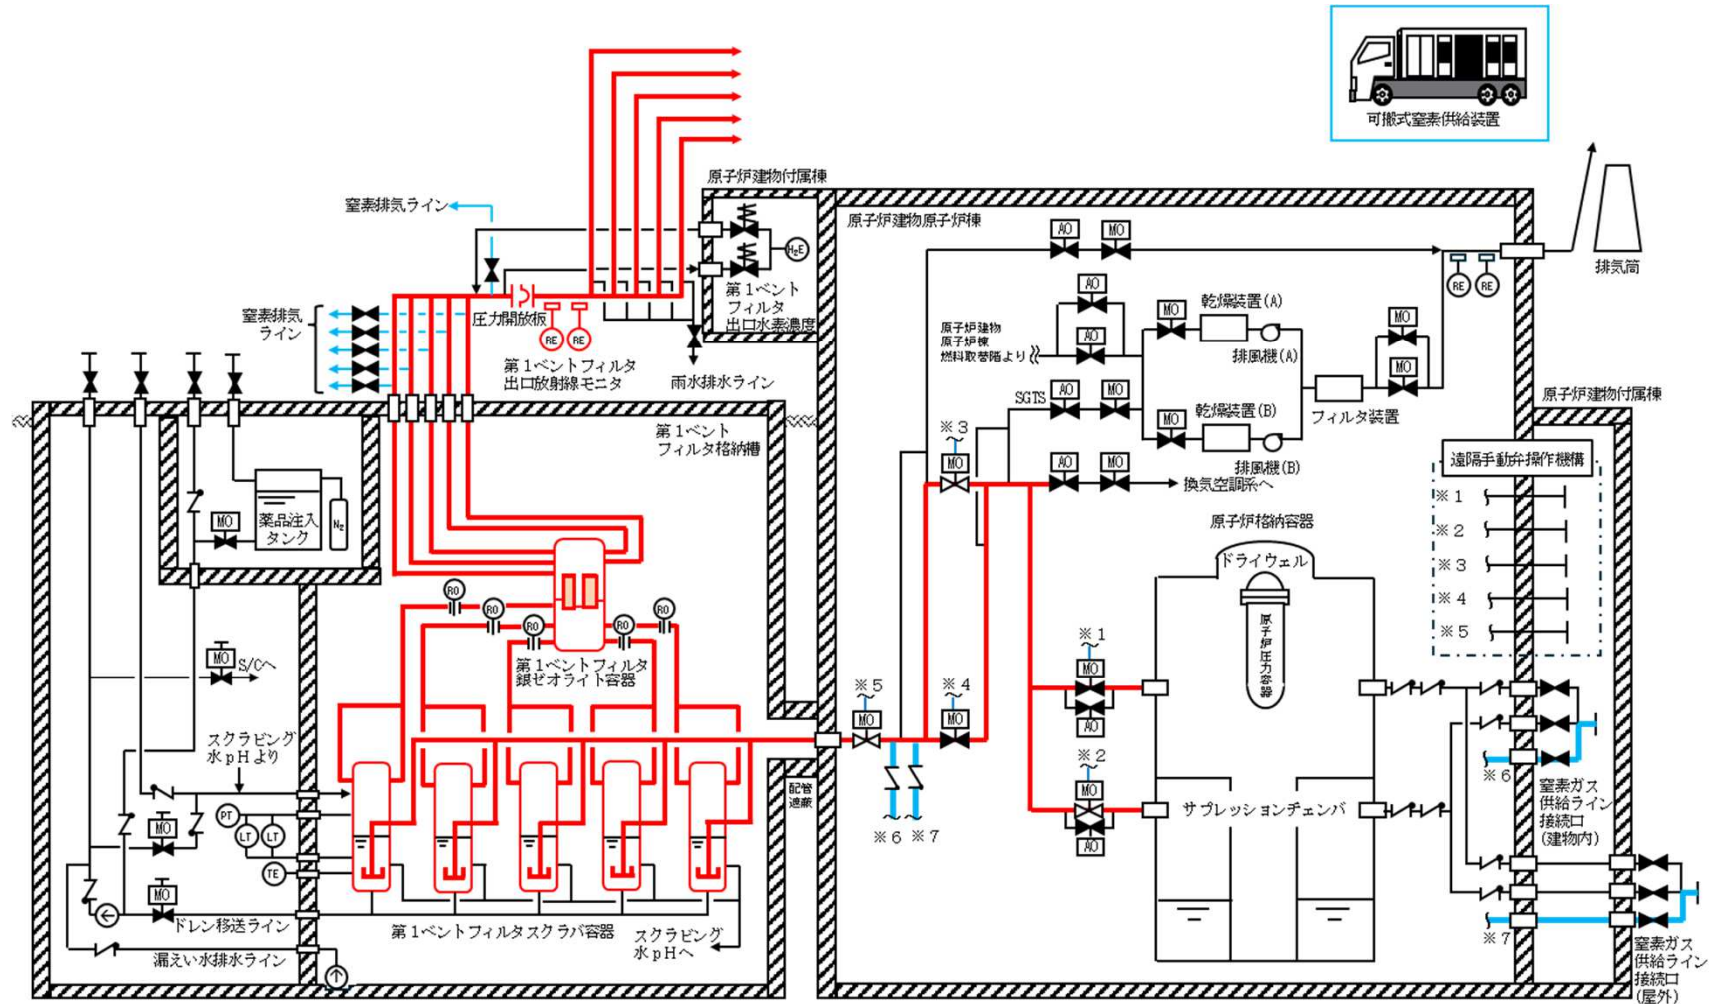 可搬式窒素供給装置
原子炉建物付属棟
窒素排気ライン
原子炉建物原子炉棟
AO
MO
H₂E
排気筒
RE
RE
第1ベント
フィルタ
出口水素濃度
窒素排気
ライン
圧力開放板
RE
RE
第1ベントフィルタ
出口放射線モニタ
雨水排水ライン
AO
原子炉建物
原子炉棟
燃料取替階より
AO
MO
乾燥装置(A)
排風機(A)
MO
MO
フィルタ装置
原子炉建物付属棟
SGTS
AO
MO
MO
乾燥装置(B)
排風機(B)
第1ベント
フィルタ格納槽
※3
MO
AO
MO
換気空調系へ
遠隔手動弁操作機構
※1
※2
※3
※4
※5
薬品注入
タンク
N₂
MO
原子炉格納容器
ドライウェル
原子炉圧力容器
RO
RO
RO
RO
RO
第1ベントフィルタ
銀ゼオライト容器
MO
S/Cへ
※1
MO
AO
※5
MO
※4
MO
※2
MO
AO
サプレッションチェンバ
スクラビング
水pHより
配管
遮蔽
※6
※7
※6
窒素ガス
供給ライン
接続口
(建物内)
PT
LT
LT
TE
MO
MO
ドレン移送ライン
第1ベントフィルタスクラバ容器
スクラビング
水pHへ
漏えい水排水ライン
※7
窒素ガス
供給ライン
接続口
(屋外)